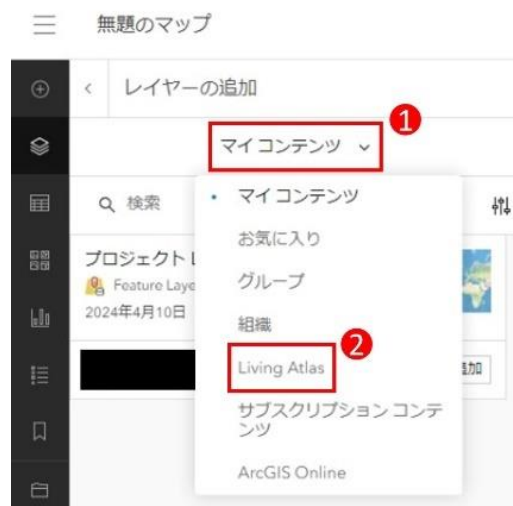 無題のマップ
レイヤーの追加
1
マイ コンテンツ
検索
マイ コンテンツ
お気に入り
プロジェクト L
Feature Laye
グループ
2024年4月10日
組織
2
Living Atlas
追加
サブスクリプション コンテ
ンツ
ArcGIS Online